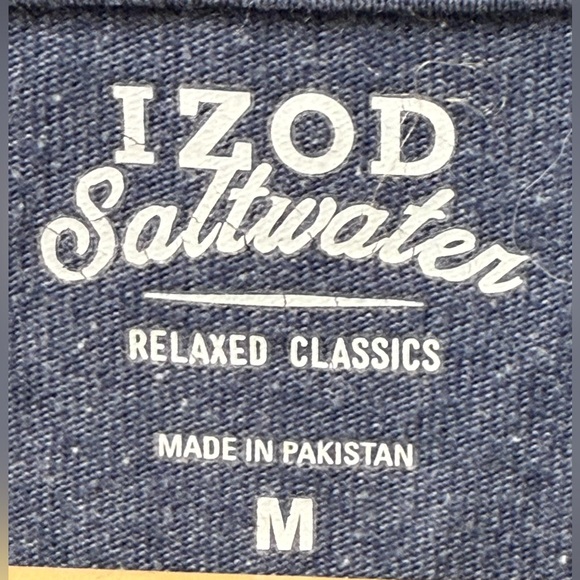 IZOD
Saltwater
RELAXED CLASSICS
MADE IN PAKISTAN
M